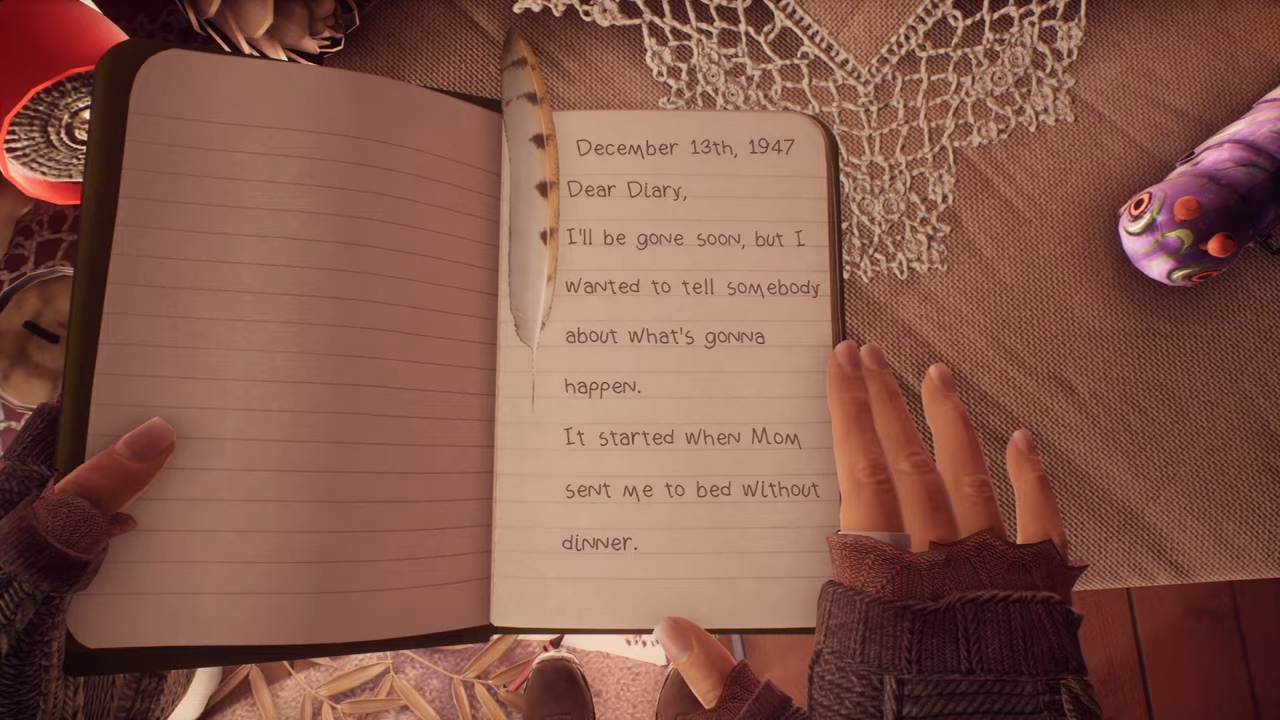 December 13th, 1947
Dear Diary,
I'll be gone soon, but I
wanted to tell somebody
about what's gonna
happen.
It started when Mom
sent me to bed without
dinner.